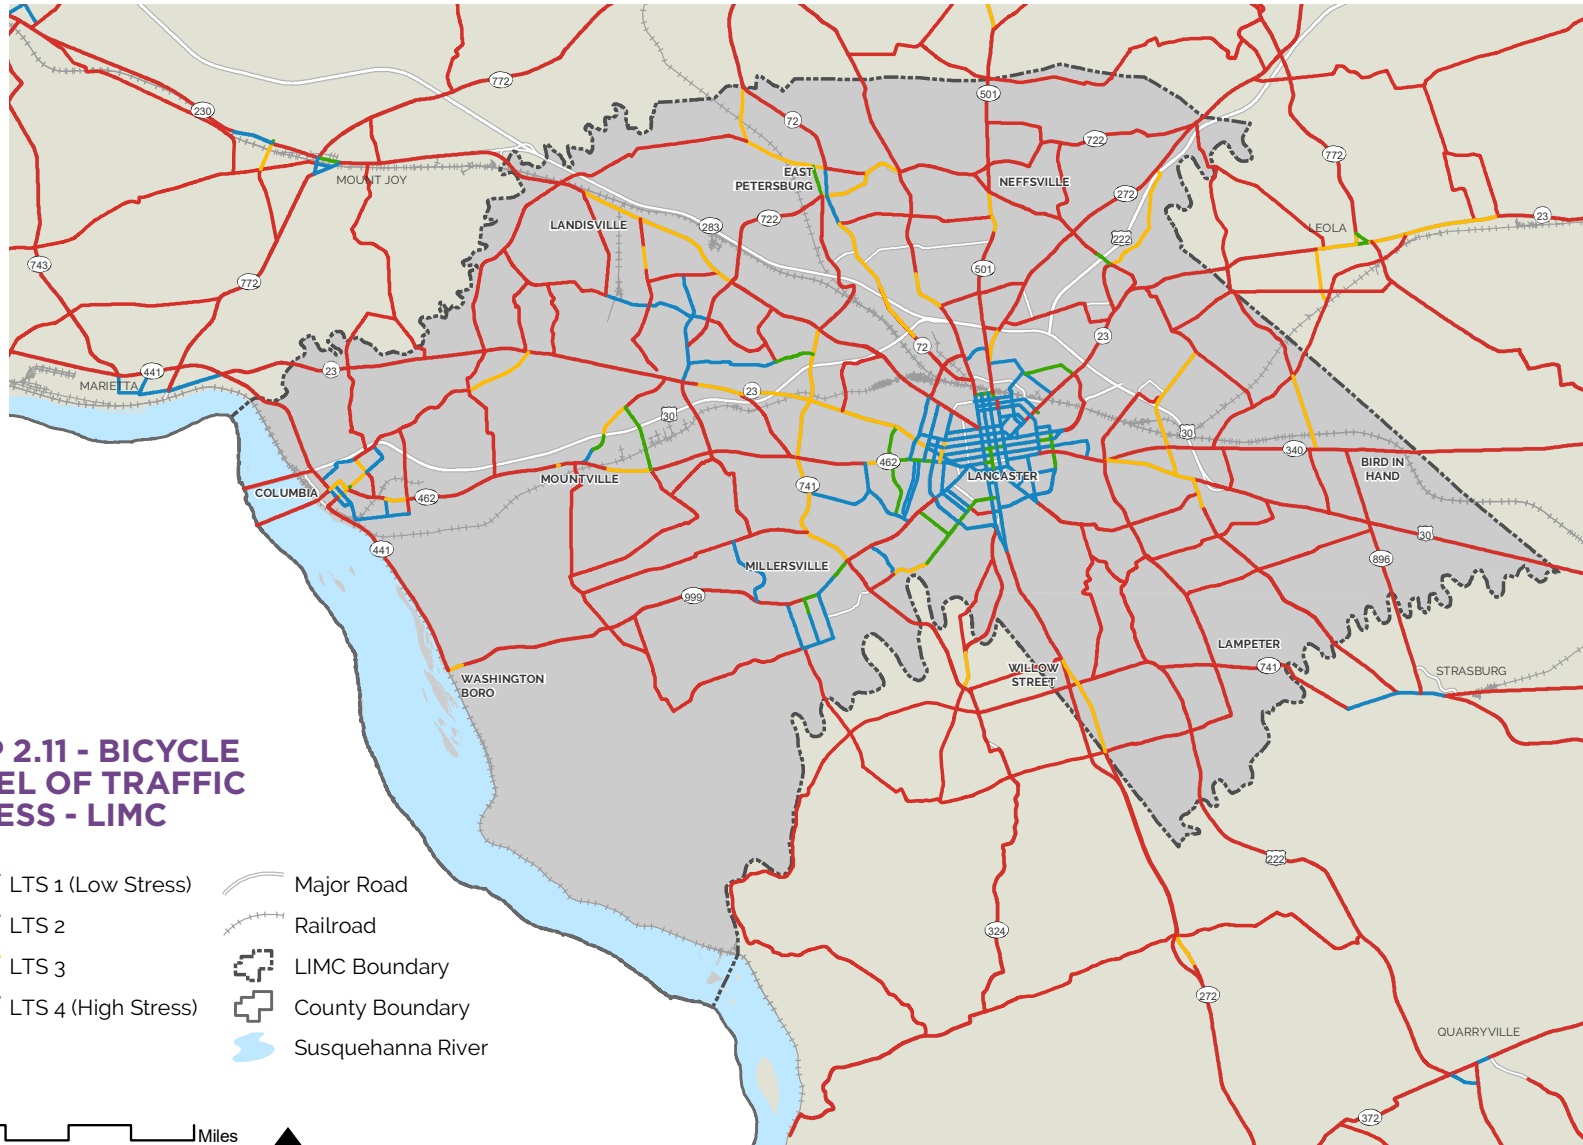 772
501
230
72
722
772
EAST
PETERSBURG
NEFFSVILLE
MOUNT JOY
272
722
23
LANDISVILLE
283
LEOLA
222
743
501
772
23
72
441
23
MARIETTA
23
30
30
340
462
BIRD IN
HAND
LANCASTER
MOUNTVILLE
741
COLUMBIA
462
30
441
896
MILLERSVILLE
999
LAMPETER
741
WILLOW
STREET
STRASBURG
WASHINGTON
BORO
P 2.11 - BICYCLE
EL OF TRAFFIC
ESS - LIMC
222
LTS 1 (Low Stress)
Major Road
LTS 2
Railroad
324
LTS 3
LIMC Boundary
LTS 4 (High Stress)
County Boundary
272
QUARRYVILLE
Susquehanna River
372
Miles